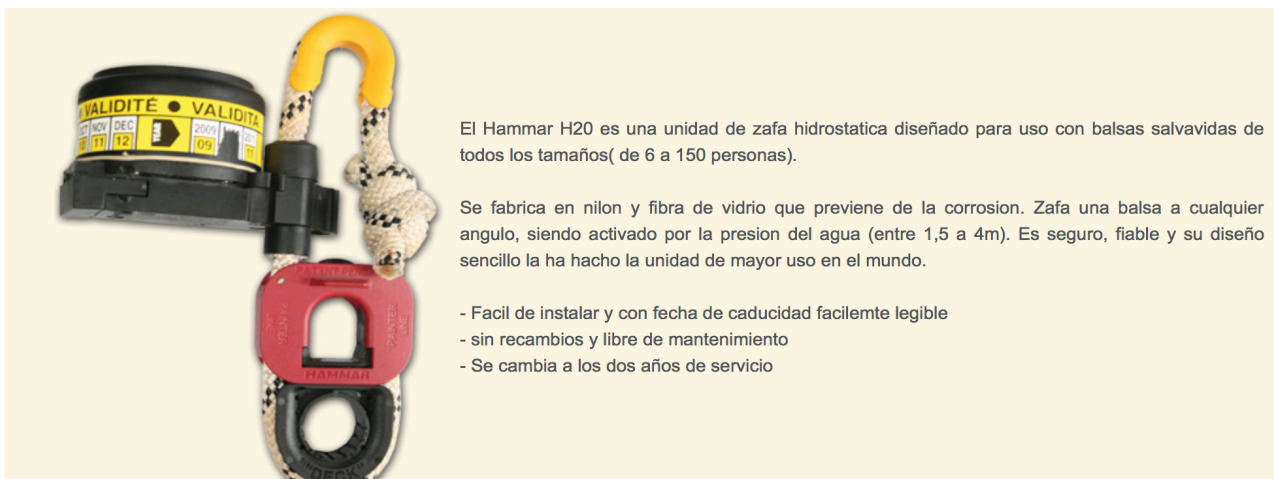 VALIDITÉ ● VALIDITA
NOV DEC YEAR 2009
11 12 09 11
PATENT
PAINTER LINE
HAMMAR
"DECK"
El Hammar H20 es una unidad de zafa hidrostatica diseñado para uso con balsas salvavidas de
todos los tamaños( de 6 a 150 personas).
Se fabrica en nilon y fibra de vidrio que previene de la corrosion. Zafa una balsa a cualquier
angulo, siendo activado por la presion del agua (entre 1,5 a 4m). Es seguro, fiable y su diseño
sencillo la ha hacho la unidad de mayor uso en el mundo.
- Facil de instalar y con fecha de caducidad facilemte legible
- sin recambios y libre de mantenimiento
- Se cambia a los dos años de servicio